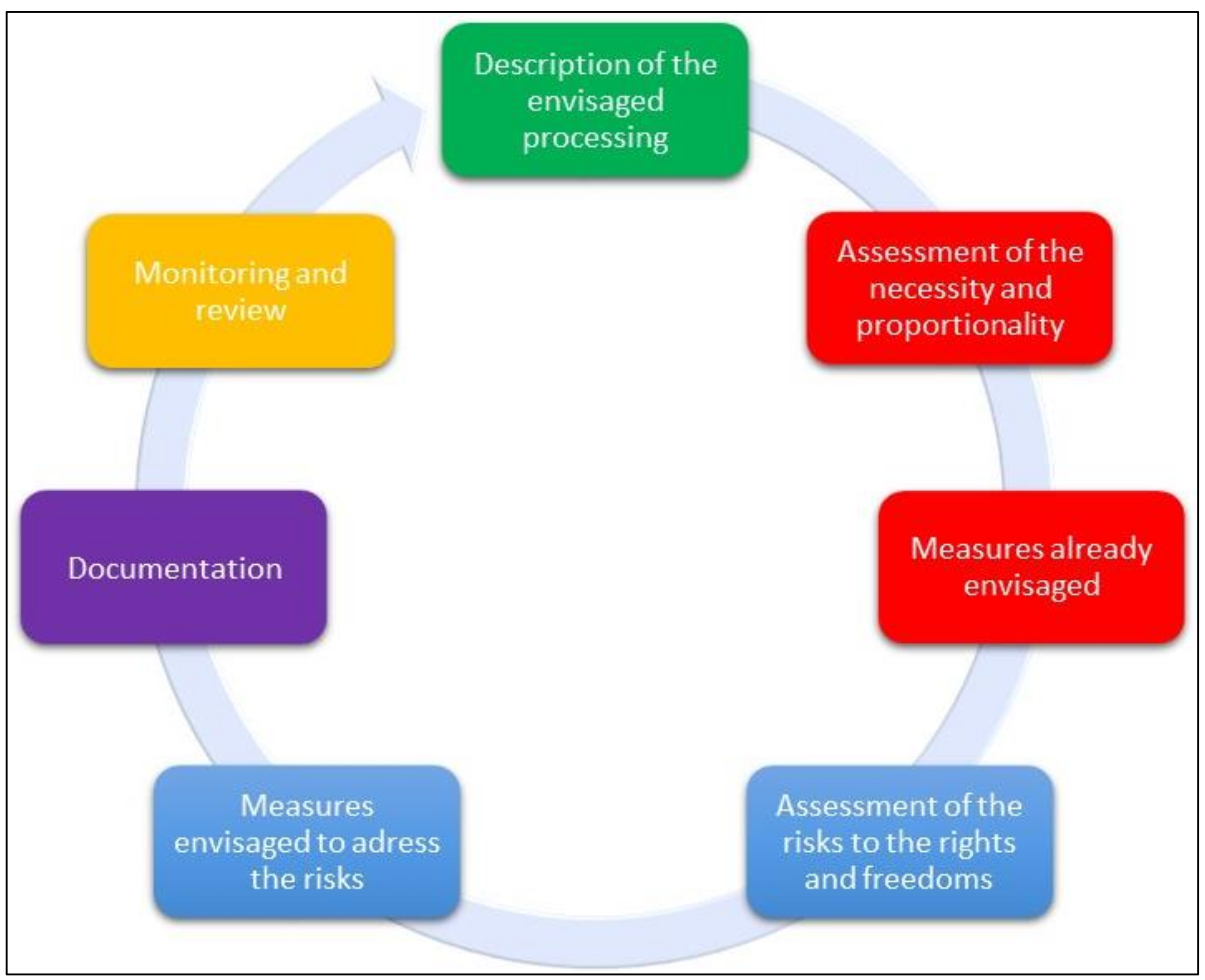 Description of the
envisaged
processing
Assessment of the
necessity and
proportionality
Measures already
envisaged
Assessment of the
risks to the rights
and freedoms
Measures
envisaged to adress
the risks
Documentation
Monitoring and
review